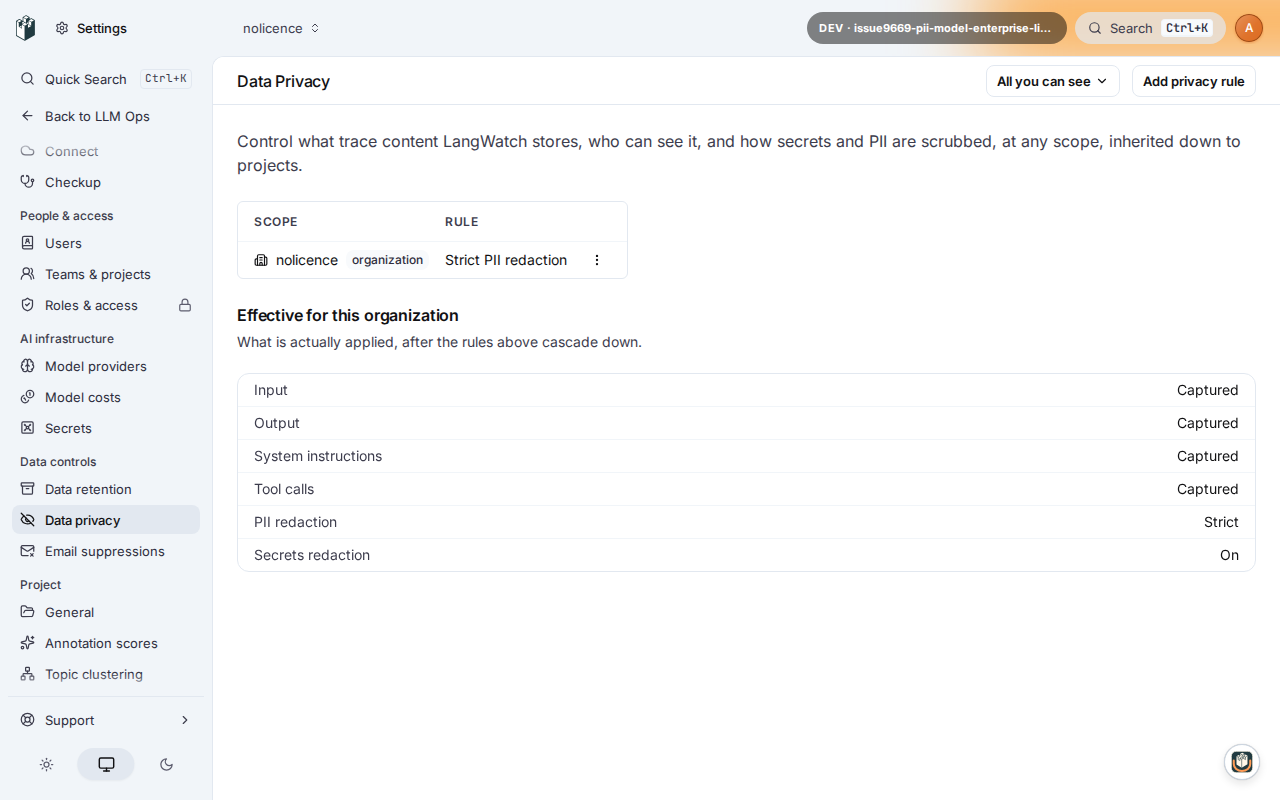 Settings
nolicence
DEV · issue9669-pii-model-enterprise-li...
Search Ctrl+K
A
Quick Search Ctrl+K
Back to LLM Ops
Connect
Checkup
People & access
Users
Teams & projects
Roles & access
AI infrastructure
Model providers
Model costs
Secrets
Data controls
Data retention
Data privacy
Email suppressions
Project
General
Annotation scores
Topic clustering
Support
Data Privacy
All you can see
Add privacy rule
Control what trace content LangWatch stores, who can see it, and how secrets and PII are scrubbed, at any scope, inherited down to
projects.
SCOPE RULE
nolicence organization Strict PII redaction
Effective for this organization
What is actually applied, after the rules above cascade down.
Input Captured
Output Captured
System instructions Captured
Tool calls Captured
PII redaction Strict
Secrets redaction On